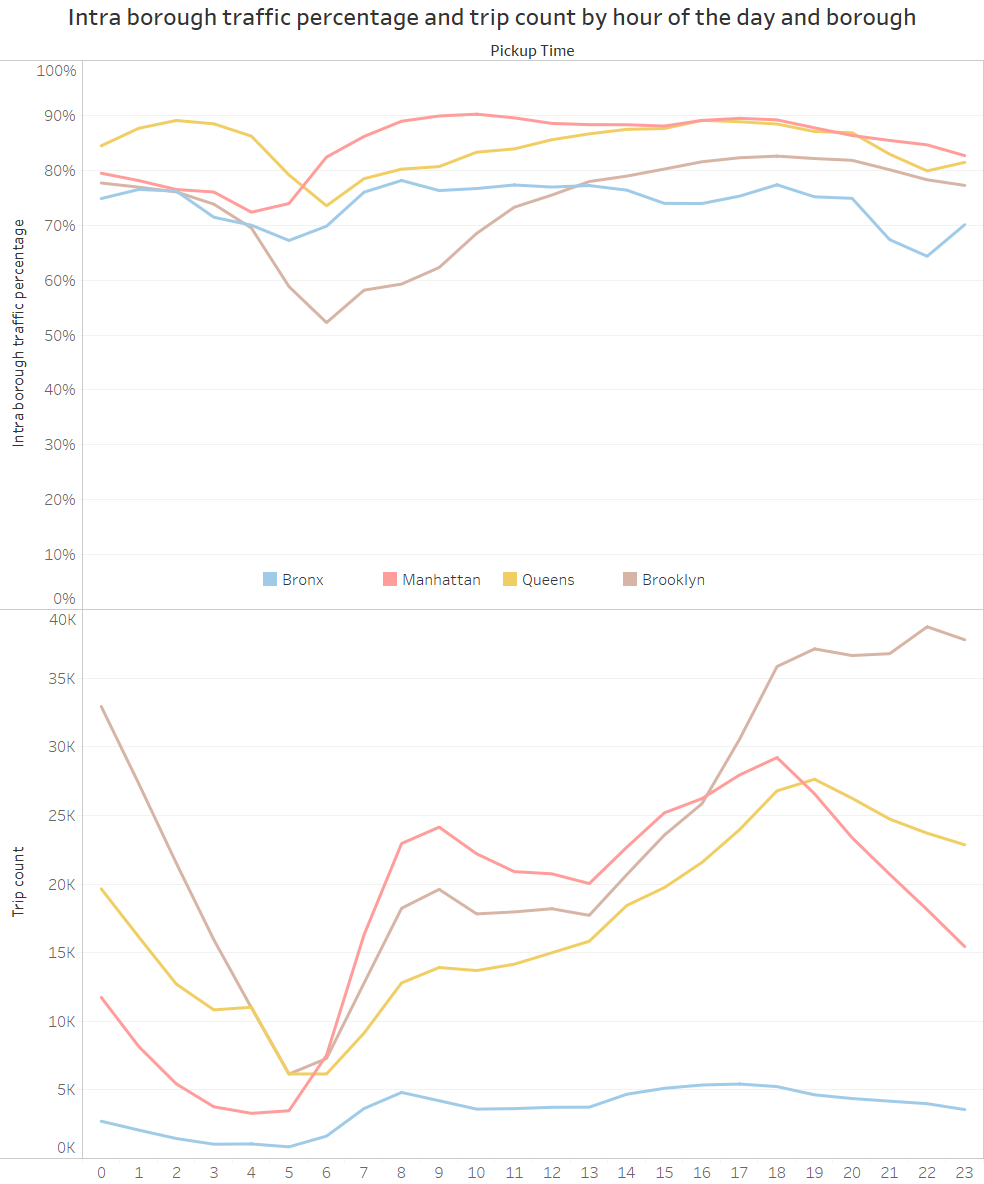 Intra borough traffic percentage and trip count by hour of the day and borough
Pickup Time
Intra borough traffic percentage
100%
90%
80%
70%
60%
50%
40%
30%
20%
10%
0%
Bronx Manhattan Queens Brooklyn
Trip count
40K
35K
30K
25K
20K
15K
10K
5K
0K
0 1 2 3 4 5 6 7 8 9 10 11 12 13 14 15 16 17 18 19 20 21 22 23